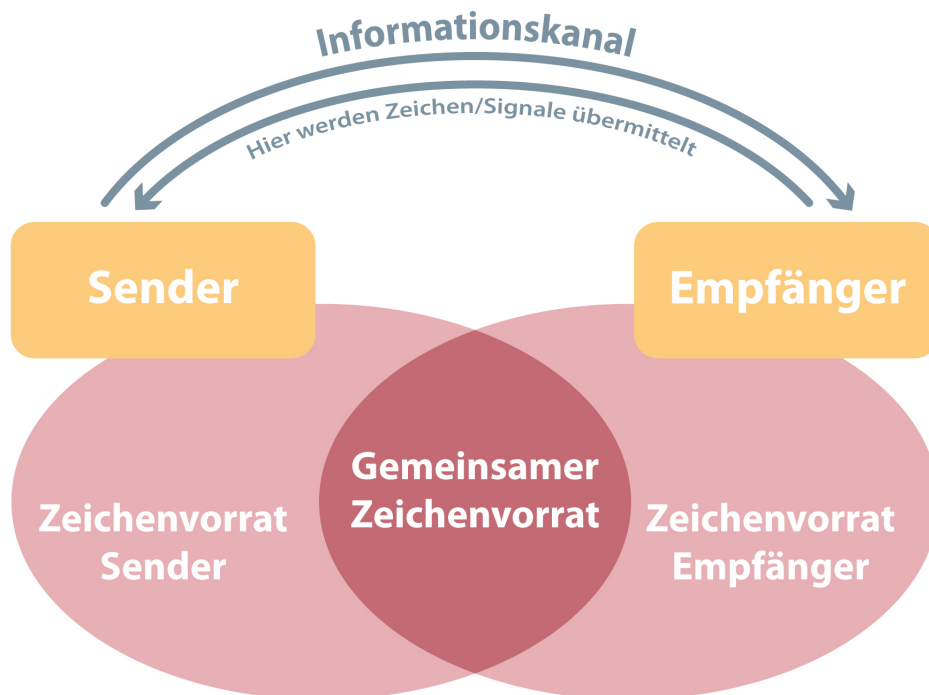 Informationskanal
Hier werden Zeichen/Signale übermittelt
Sender
Empfänger
Gemeinsamer
Zeichenvorrat
Zeichenvorrat
Sender
Zeichenvorrat
Empfänger